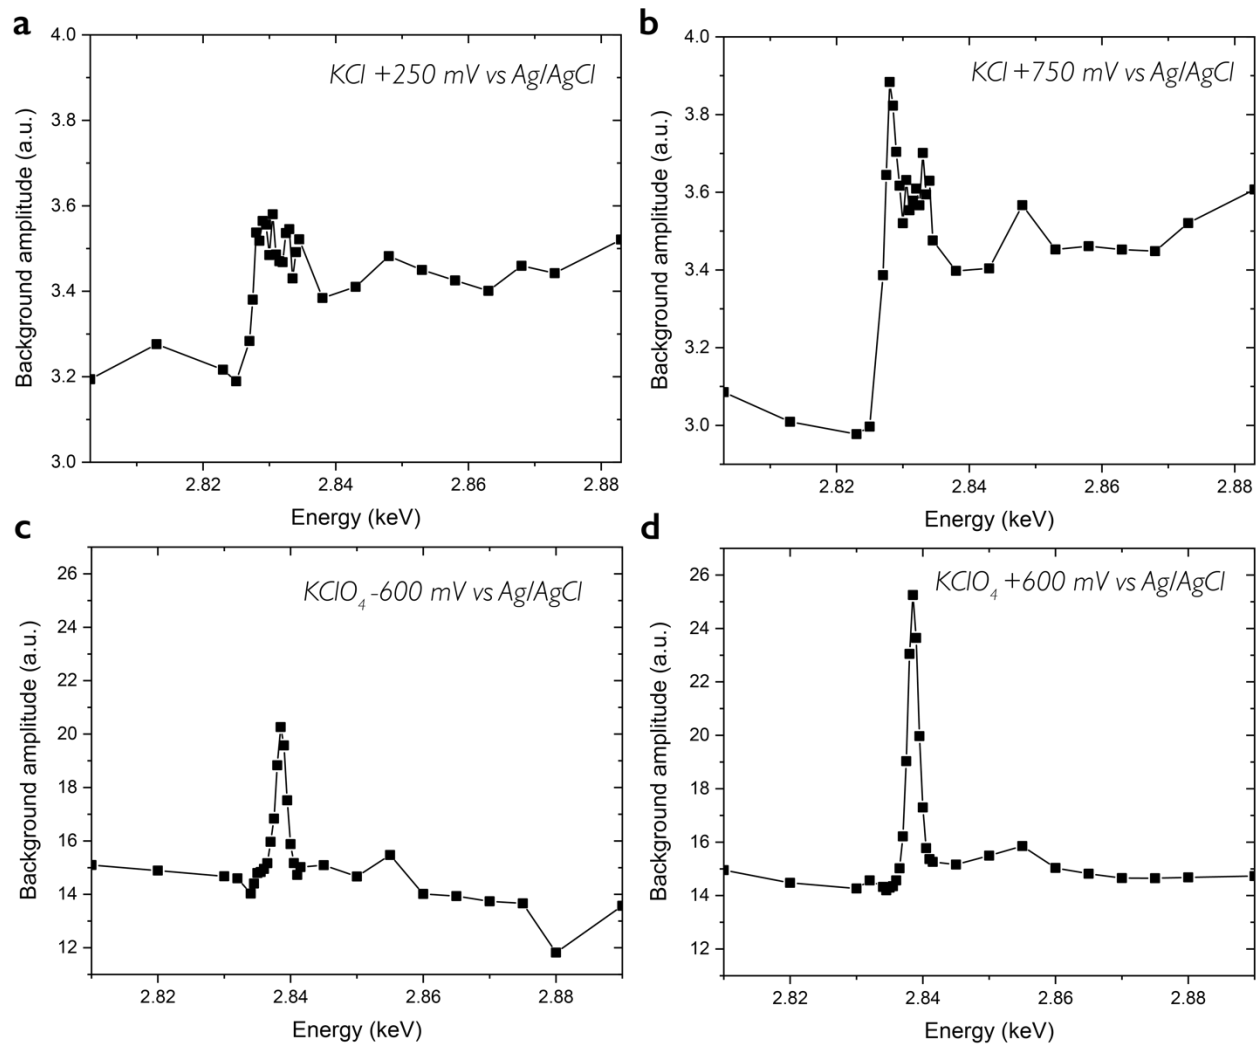 a
KCl +250 mV vs Ag/AgCl
Background amplitude (a.u.)
4.0
3.8
3.6
3.4
3.2
3.0
2.82
2.84
2.86
2.88
Energy (keV)
b
KCl +750 mV vs Ag/AgCl
Background amplitude (a.u.)
4.0
3.8
3.6
3.4
3.2
3.0
2.82
2.84
2.86
2.88
Energy (keV)
c
KClO4 -600 mV vs Ag/AgCl
Background amplitude (a.u.)
26
24
22
20
18
16
14
12
2.82
2.84
2.86
2.88
Energy (keV)
d
KClO4 +600 mV vs Ag/AgCl
Background amplitude (a.u.)
26
24
22
20
18
16
14
12
2.82
2.84
2.86
2.88
Energy (keV)